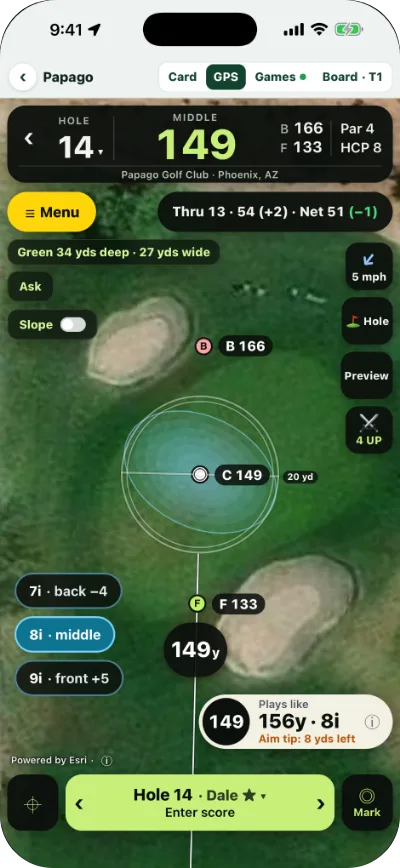 9:41
Papago
Card GPS Games Board · T1
HOLE
14
MIDDLE
149
B 166
F 133
Par 4
HCP 8
Papago Golf Club · Phoenix, AZ
≡ Menu
Thru 13 · 54 (+2) · Net 51 (−1)
Green 34 yds deep · 27 yds wide
5 mph
Ask
Slope
Hole
B B 166
Preview
4 UP
C 149
20 yd
7i · back −4
F F 133
8i · middle
149y
9i · front +5
149
Plays like
156y · 8i
Aim tip: 8 yds left
Powered by Esri ·
Hole 14 · Dale ★
Enter score
Mark